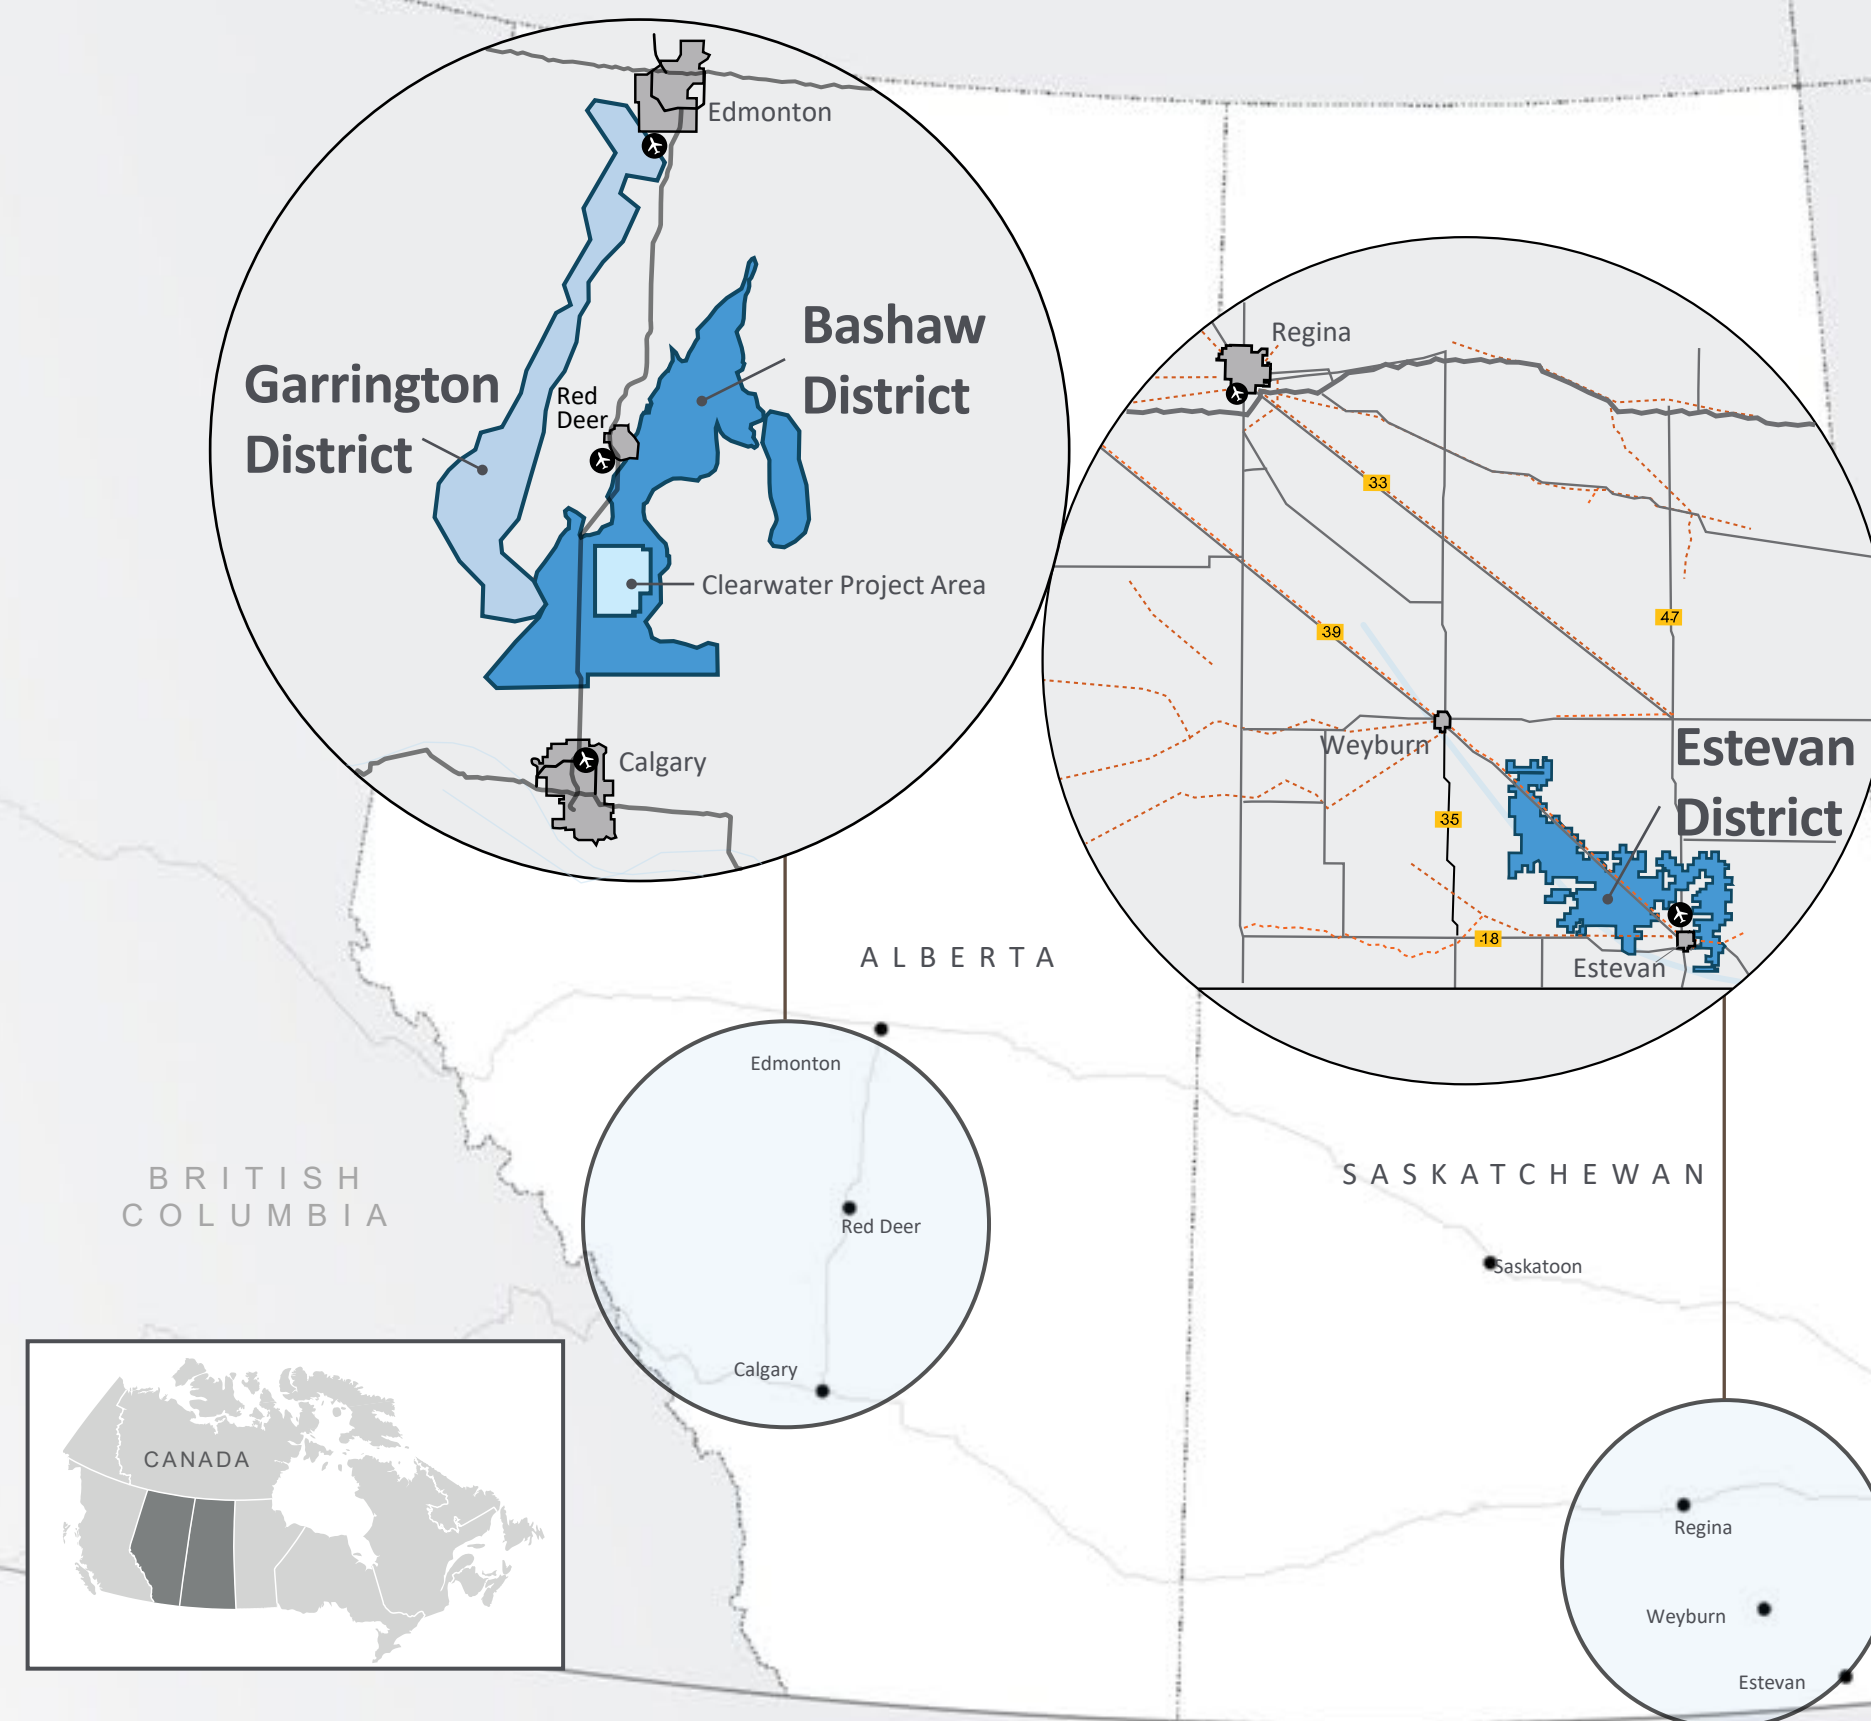 Edmonton
Bashaw
District
Garrington
District
Red
Deer
Clearwater Project Area
Calgary
Regina
33
39
47
Weyburn
Estevan
District
35
18
Estevan
ALBERTA
Edmonton
Red Deer
Calgary
BRITISH
COLUMBIA
SASKATCHEWAN
Saskatoon
CANADA
Regina
Weyburn
Estevan